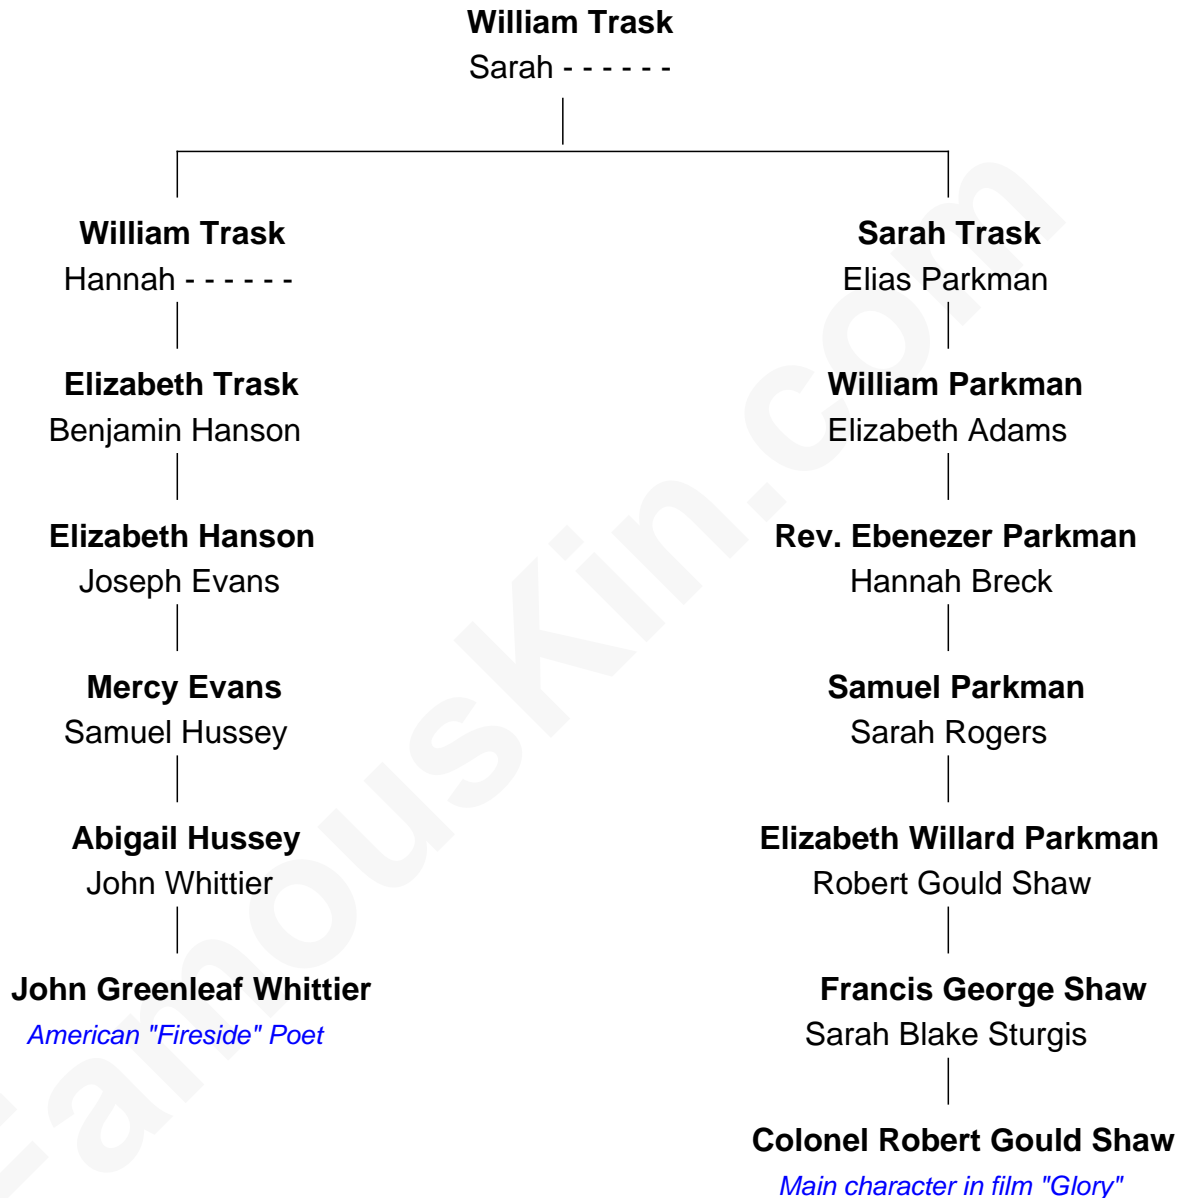 William Trask
Sarah - - - - - -
William Trask
Hannah - - - - - -
Sarah Trask
Elias Parkman
Elizabeth Trask
Benjamin Hanson
William Parkman
Elizabeth Adams
Elizabeth Hanson
Joseph Evans
Rev. Ebenezer Parkman
Hannah Breck
Mercy Evans
Samuel Hussey
Samuel Parkman
Sarah Rogers
Abigail Hussey
John Whittier
Elizabeth Willard Parkman
Robert Gould Shaw
John Greenleaf Whittier
American "Fireside" Poet
Francis George Shaw
Sarah Blake Sturgis
Colonel Robert Gould Shaw
Main character in film "Glory"
FamousKin.com